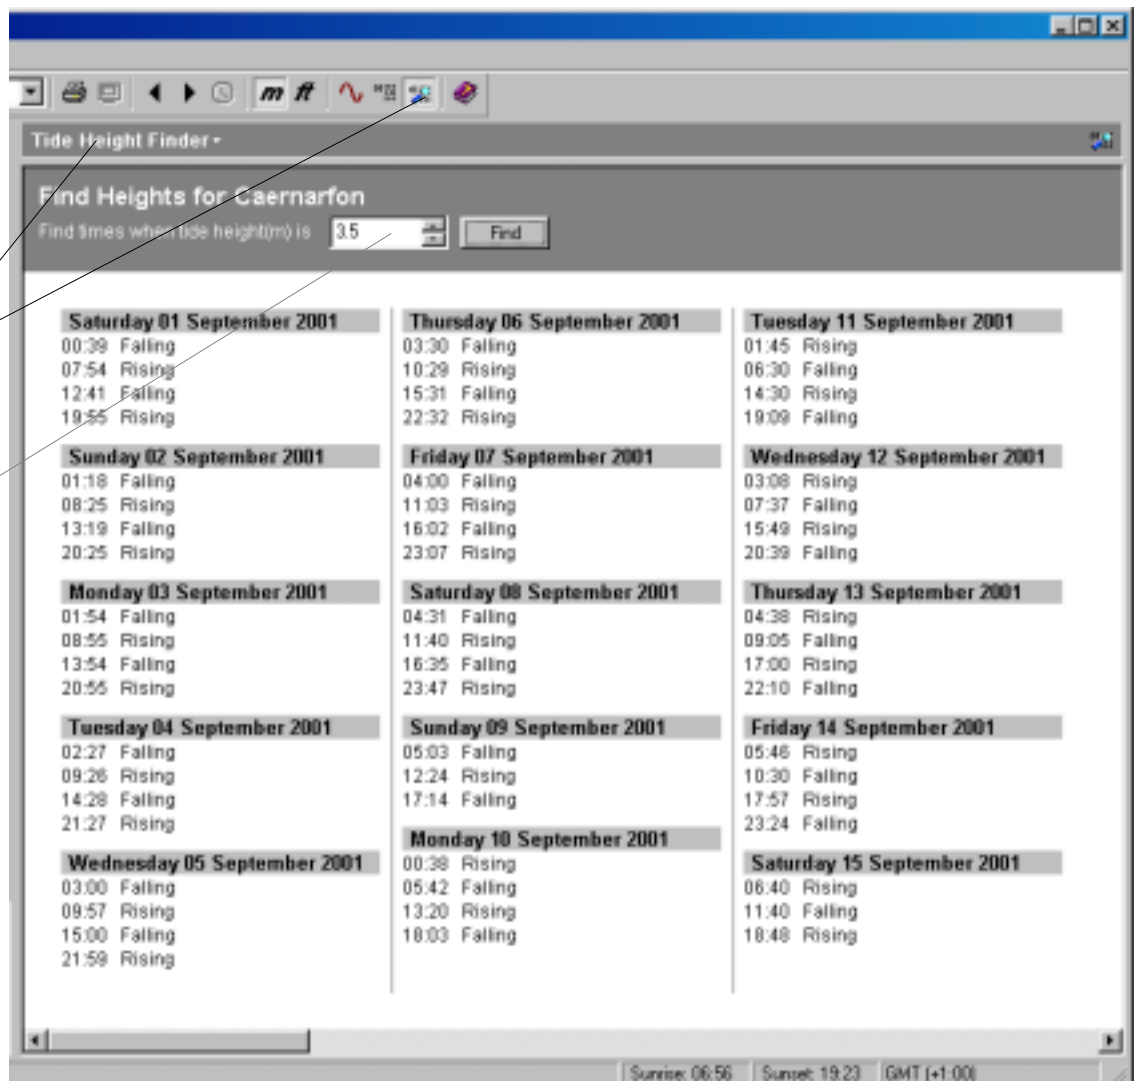 m ft
Tide Height Finder
Find Heights for Caernarfon
Find times when tide height(m) is 3.5 Find
Saturday 01 September 2001
00:39 Falling
07:54 Rising
12:41 Falling
19:55 Rising
Sunday 02 September 2001
01:18 Falling
08:25 Rising
13:19 Falling
20:25 Rising
Monday 03 September 2001
01:54 Falling
08:55 Rising
13:54 Falling
20:55 Rising
Tuesday 04 September 2001
02:27 Falling
09:26 Rising
14:28 Falling
21:27 Rising
Wednesday 05 September 2001
03:00 Falling
09:57 Rising
15:00 Falling
21:59 Rising
Thursday 06 September 2001
03:30 Falling
10:29 Rising
15:31 Falling
22:32 Rising
Friday 07 September 2001
04:00 Falling
11:03 Rising
16:02 Falling
23:07 Rising
Saturday 08 September 2001
04:31 Falling
11:40 Rising
16:35 Falling
23:47 Rising
Sunday 09 September 2001
05:03 Falling
12:24 Rising
17:14 Falling
Monday 10 September 2001
00:38 Rising
05:42 Falling
13:20 Rising
18:03 Falling
Tuesday 11 September 2001
01:45 Rising
06:30 Falling
14:30 Rising
19:09 Falling
Wednesday 12 September 2001
03:08 Rising
07:37 Falling
15:49 Rising
20:39 Falling
Thursday 13 September 2001
04:38 Rising
09:05 Falling
17:00 Rising
22:10 Falling
Friday 14 September 2001
05:46 Rising
10:30 Falling
17:57 Rising
23:24 Falling
Saturday 15 September 2001
06:40 Rising
11:40 Falling
18:48 Rising
Sunrise: 06:56 Sunset: 19:23 GMT (+1:00)